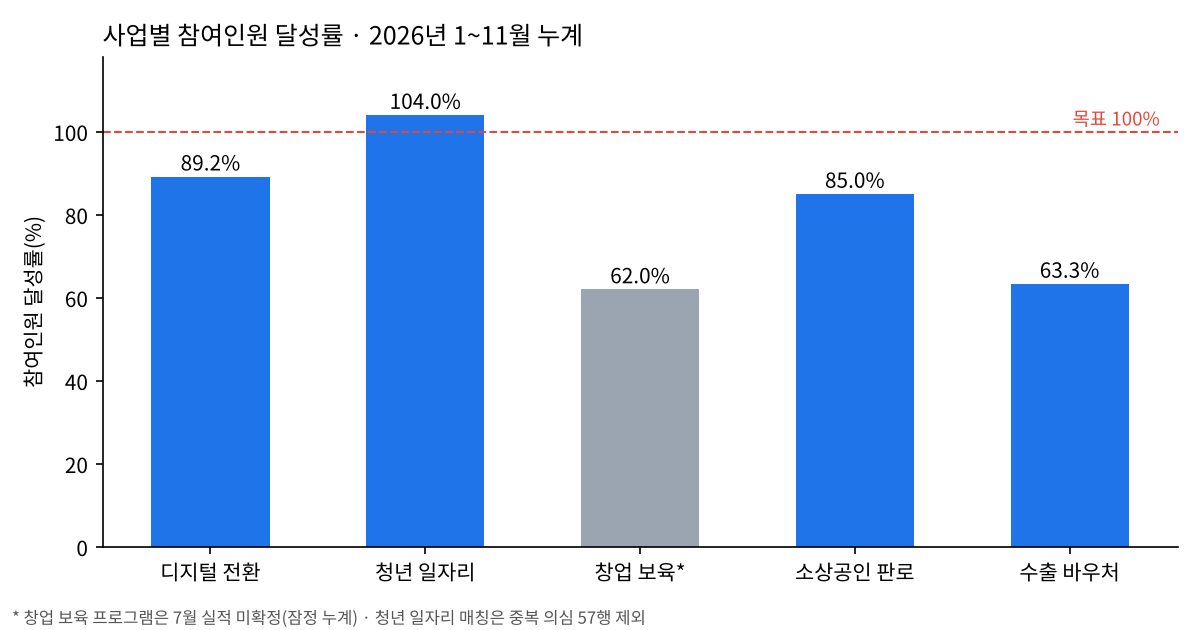 사업별 참여인원 달성률 · 2026년 1~11월 누계
104.0%
목표 100%
100
89.2%
85.0%
80
참여인원 달성률(%)
62.0%
63.3%
60
40
20
0
디지털 전환
청년 일자리
창업 보육*
소상공인 판로
수출 바우처
* 창업 보육 프로그램은 7월 실적 미확정(잠정 누계) · 청년 일자리 매칭은 중복 의심 57행 제외